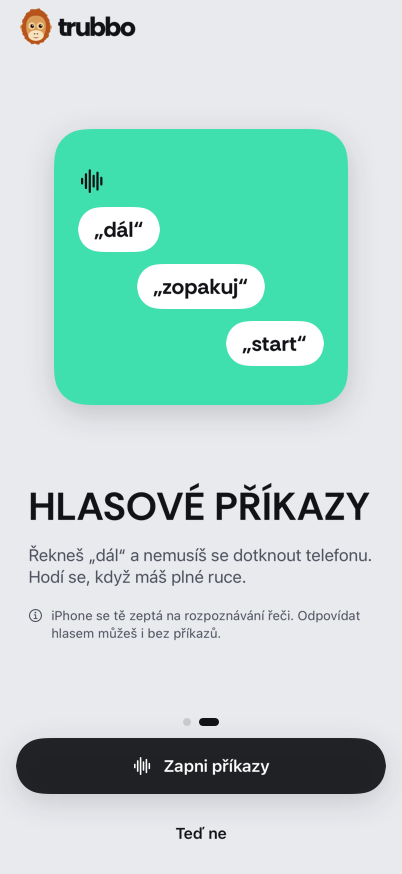 trubbo
„dál“
„zopakuj“
„start“
HLASOVÉ PŘÍKAZY
Řekneš „dál“ a nemusíš se dotknout telefonu.
Hodí se, když máš plné ruce.
iPhone se tě zeptá na rozpoznávání řeči. Odpovídat
hlasem můžeš i bez příkazů.
Zapni příkazy
Teď ne